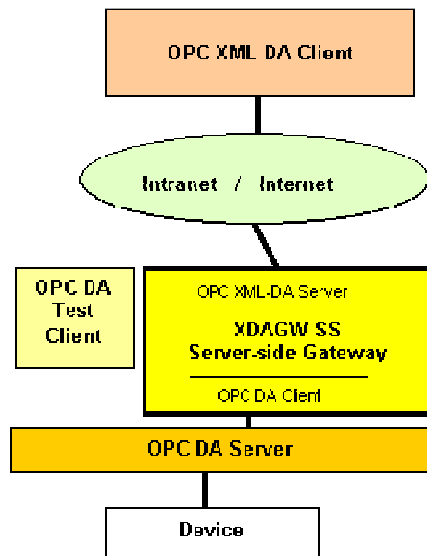 OPC XML DA Client
Intranet / Internet
OPC DA
Test
Client
OPC XML-DA Server
XDAGW SS
Server-side Gateway
OPC DA Client
OPC DA Server
Device